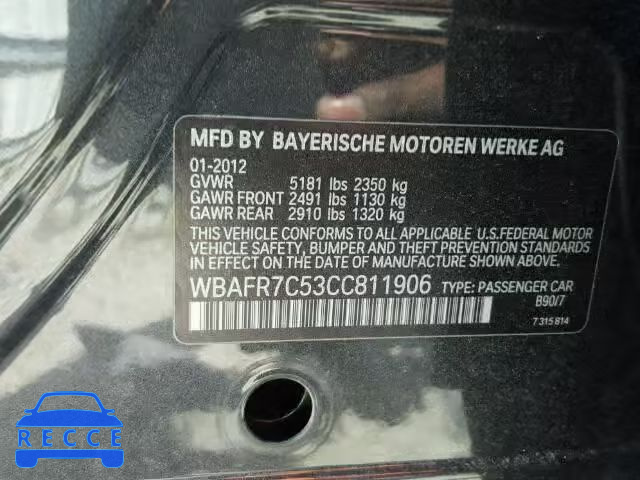 MFD BY BAYERISCHE MOTOREN WERKE AG
01-2012
GVWR 5181 lbs 2350 kg
GAWR FRONT 2491 lbs 1130 kg
GAWR REAR 2910 lbs 1320 kg
THIS VEHICLE CONFORMS TO ALL APPLICABLE U.S.FEDERAL MOTOR
VEHICLE SAFETY, BUMPER AND THEFT PREVENTION STANDARDS
IN EFFECT ON THE DATE OF MANUFACTURE SHOWN ABOVE.
WBAFR7C53CC811906 TYPE: PASSENGER CAR
B90/7
7 315 814
RECCE